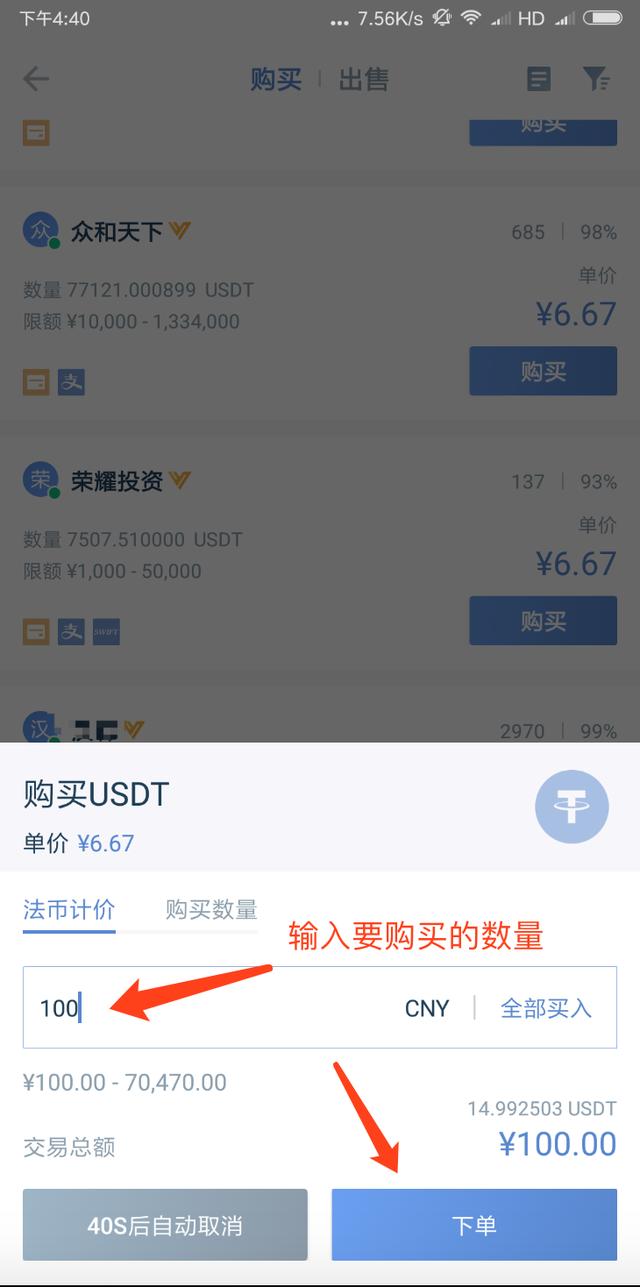 下午4:40
... 7.56K/s HD
购买 | 出售
购买
众 众和天下
685 | 98%
数量 77121.000899 USDT
单价
限额 ¥10,000 - 1,334,000
¥6.67
支
购买
荣 荣耀投资
137 | 93%
数量 7507.510000 USDT
单价
限额 ¥1,000 - 50,000
¥6.67
支 SWIFT
购买
汉
2970 | 99%
购买USDT
单价 ¥6.67
法币计价 购买数量
输入要购买的数量
100 CNY | 全部买入
¥100.00 - 70,470.00
14.992503 USDT
交易总额 ¥100.00
40S后自动取消 下单